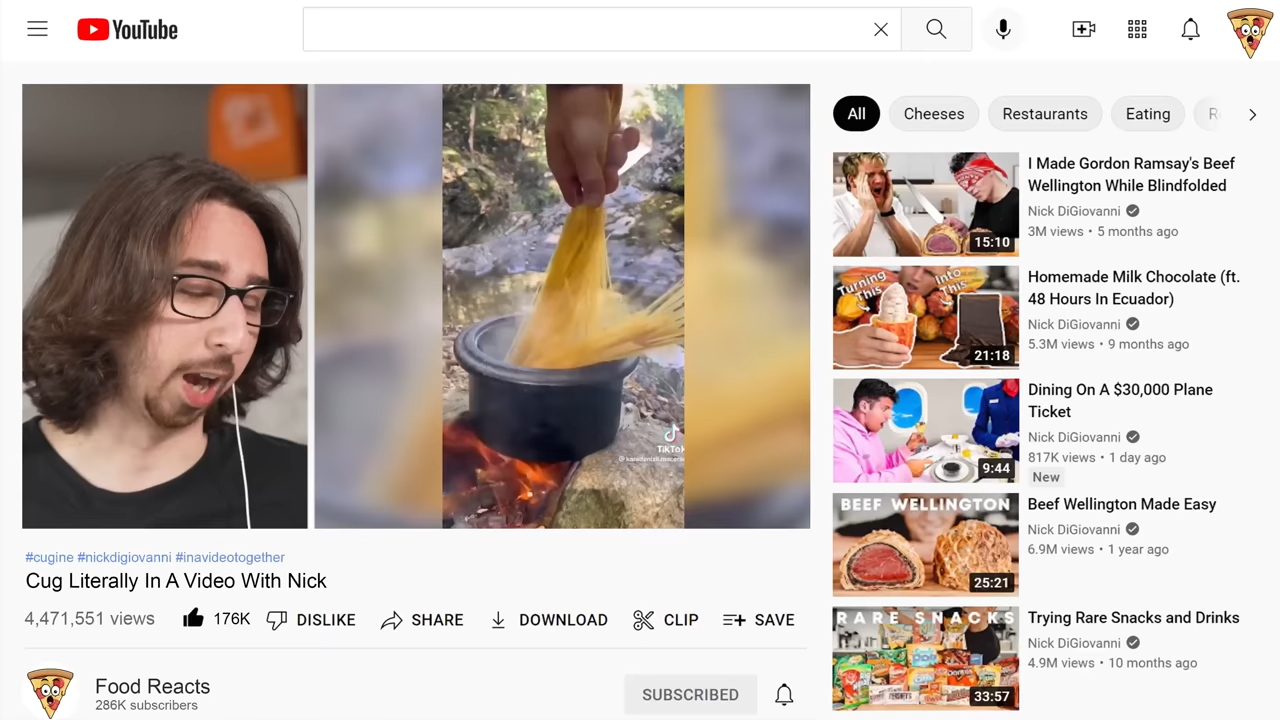 YouTube
All
Cheeses
Restaurants
Eating
TikTok
#cugine #nickdigiovanni #inavideotogether
Cug Literally In A Video With Nick
4,471,551 views
176K
DISLIKE
SHARE
DOWNLOAD
CLIP
SAVE
Food Reacts
286K subscribers
SUBSCRIBED
15:10
I Made Gordon Ramsay's Beef
Wellington While Blindfolded
Nick DiGiovanni
3M views • 5 months ago
Turning
This
Into
This
21:18
Homemade Milk Chocolate (ft.
48 Hours In Ecuador)
Nick DiGiovanni
5.3M views • 9 months ago
9:44
Dining On A $30,000 Plane
Ticket
Nick DiGiovanni
817K views • 1 day ago
New
BEEF WELLINGTON
25:21
Beef Wellington Made Easy
Nick DiGiovanni
6.9M views • 1 year ago
RARE SNACKS
33:57
Trying Rare Snacks and Drinks
Nick DiGiovanni
4.9M views • 10 months ago